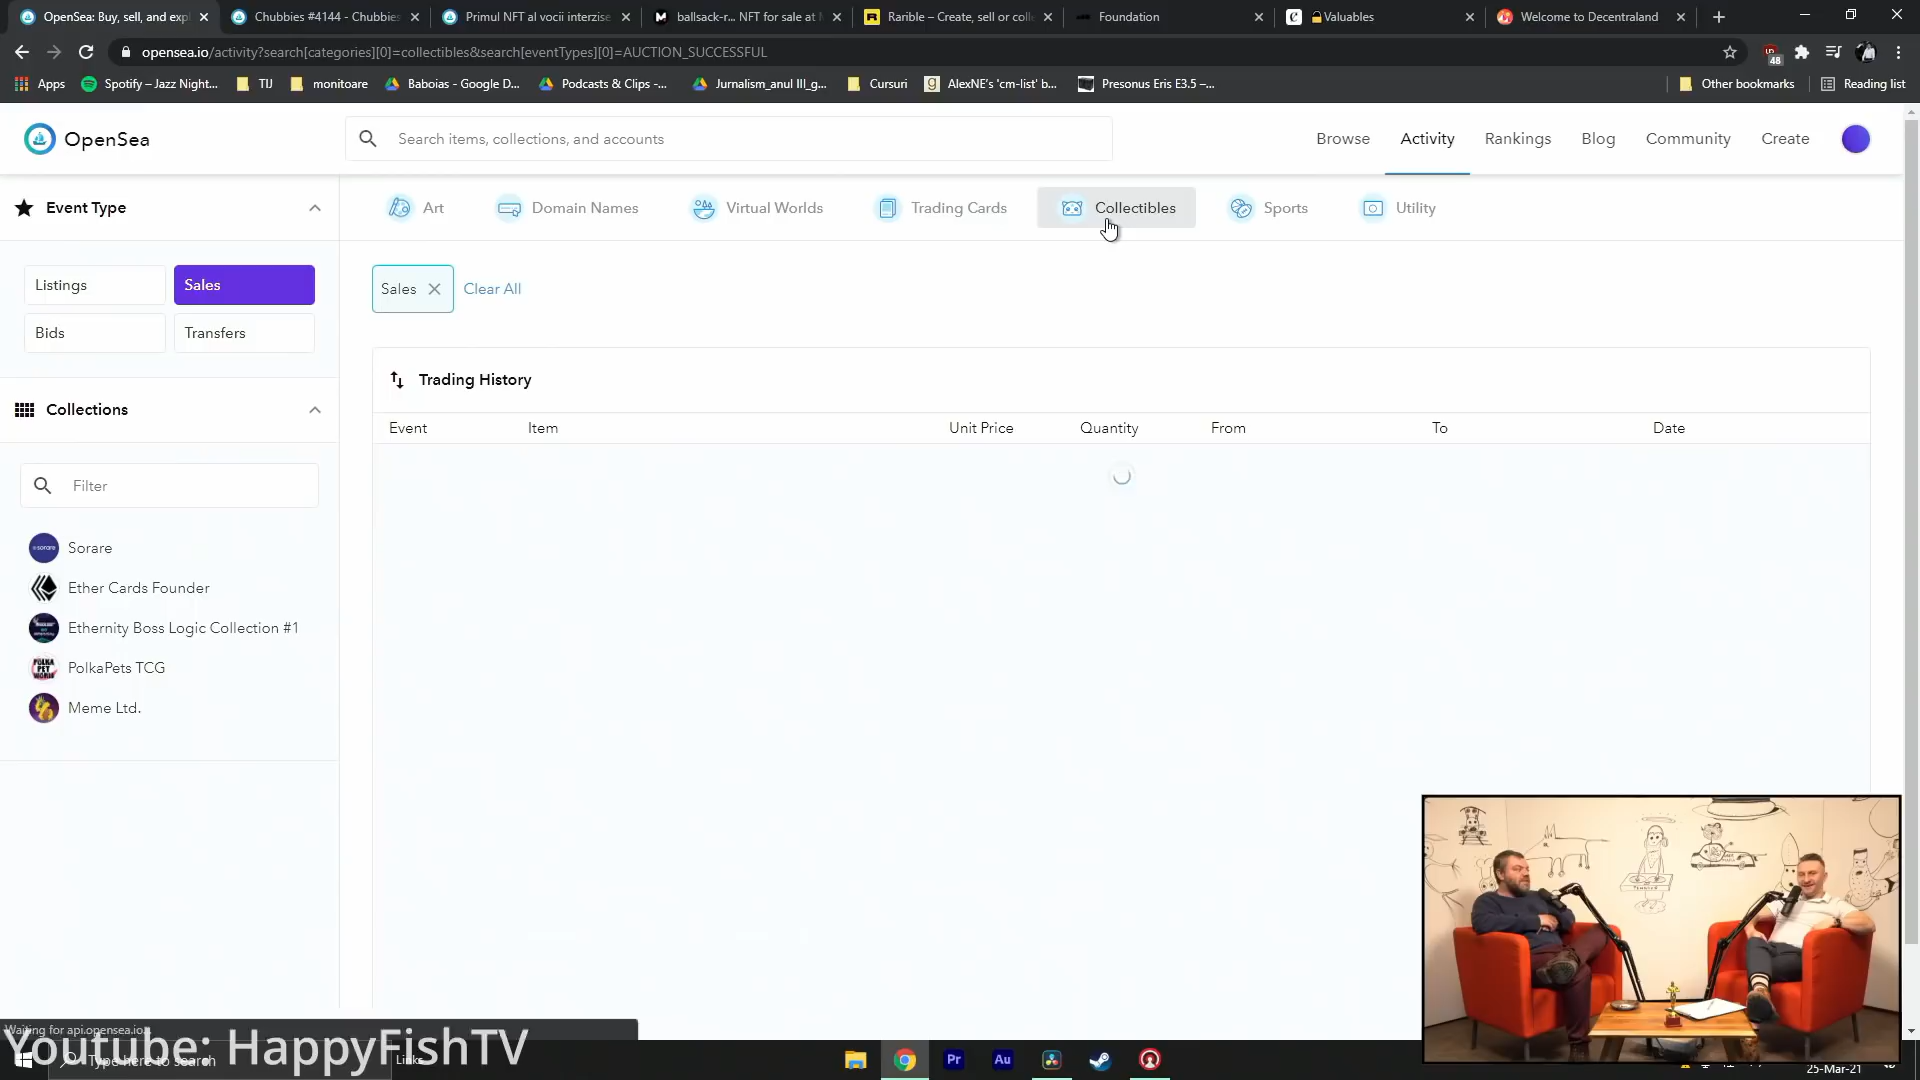 OpenSea: Buy, sell, and expl
Chubbies #4144 - Chubbies
Primul NFT al vocii interzise
ballsack-r... NFT for sale at M
Rarible – Create, sell or coll
Foundation
Valuables
Welcome to Decentraland
opensea.io/activity?search[categories][0]=collectibles&search[eventTypes][0]=AUCTION_SUCCESSFUL
48
Apps
Spotify – Jazz Night...
TIJ
monitoare
Baboias - Google D...
Podcasts & Clips -...
Jurnalism_anul III_g...
Cursuri
AlexNE's 'cm-list' b...
Presonus Eris E3.5 –...
Other bookmarks
Reading list
OpenSea
Search items, collections, and accounts
Browse
Activity
Rankings
Blog
Community
Create
Event Type
Art
Domain Names
Virtual Worlds
Trading Cards
Collectibles
Sports
Utility
Listings
Sales
Bids
Transfers
Sales
Clear All
Trading History
Event
Item
Unit Price
Quantity
From
To
Date
Collections
Filter
Sorare
Ether Cards Founder
Ethernity Boss Logic Collection #1
PolkaPets TCG
Meme Ltd.
Waiting for api.opensea.io...
Youtube: HappyFishTV
Type here to search
Links
Pr
Au
25-Mar-21